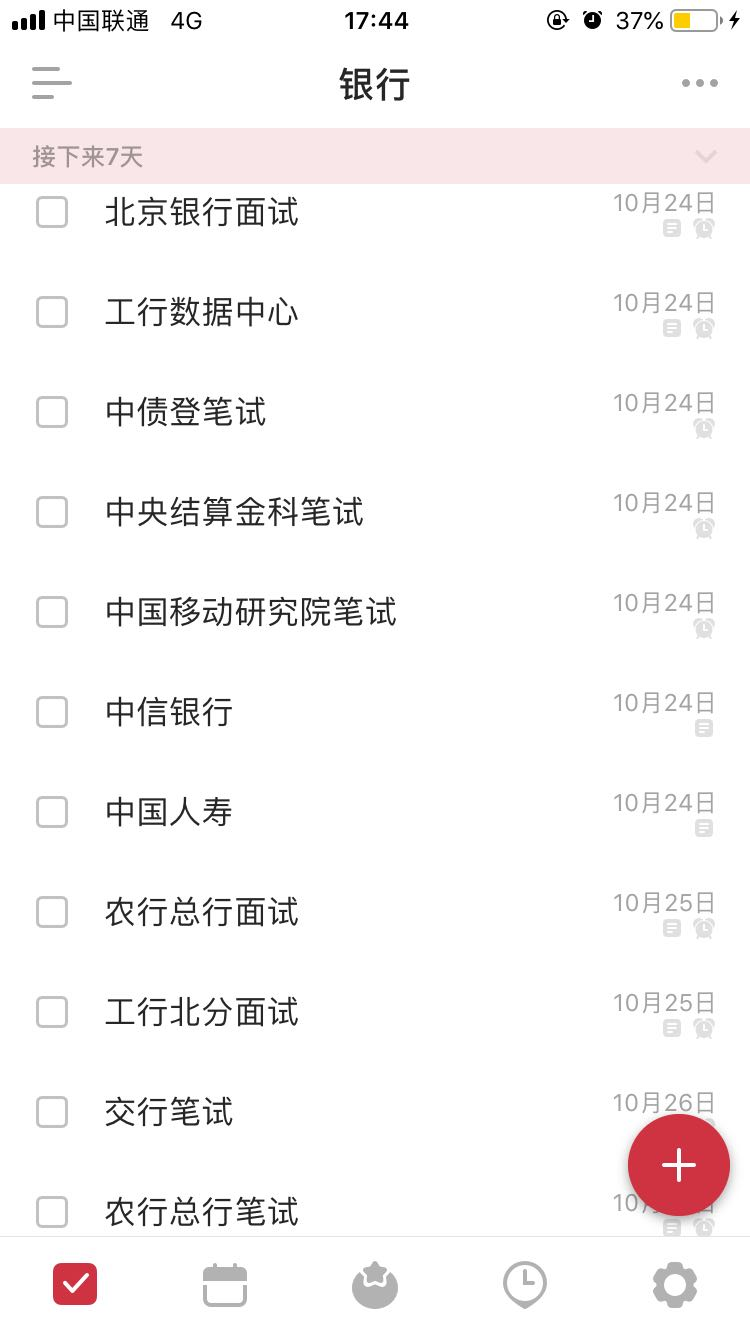 中国联通 4G 17:44 37%
银行
接下来7天
北京银行面试 10月24日
工行数据中心 10月24日
中债登笔试 10月24日
中央结算金科笔试 10月24日
中国移动研究院笔试 10月24日
中信银行 10月24日
中国人寿 10月24日
农行总行面试 10月25日
工行北分面试 10月25日
交行笔试 10月26日
农行总行笔试